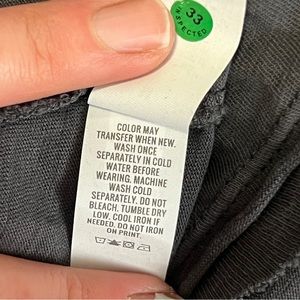 33
INSPECTED
COLOR MAY
TRANSFER WHEN NEW.
WASH ONCE
SEPARATELY IN COLD
WATER BEFORE
WEARING. MACHINE
WASH COLD
SEPARATELY. DO NOT
BLEACH. TUMBLE DRY
LOW. COOL IRON IF
NEEDED. DO NOT IRON
ON PRINT.